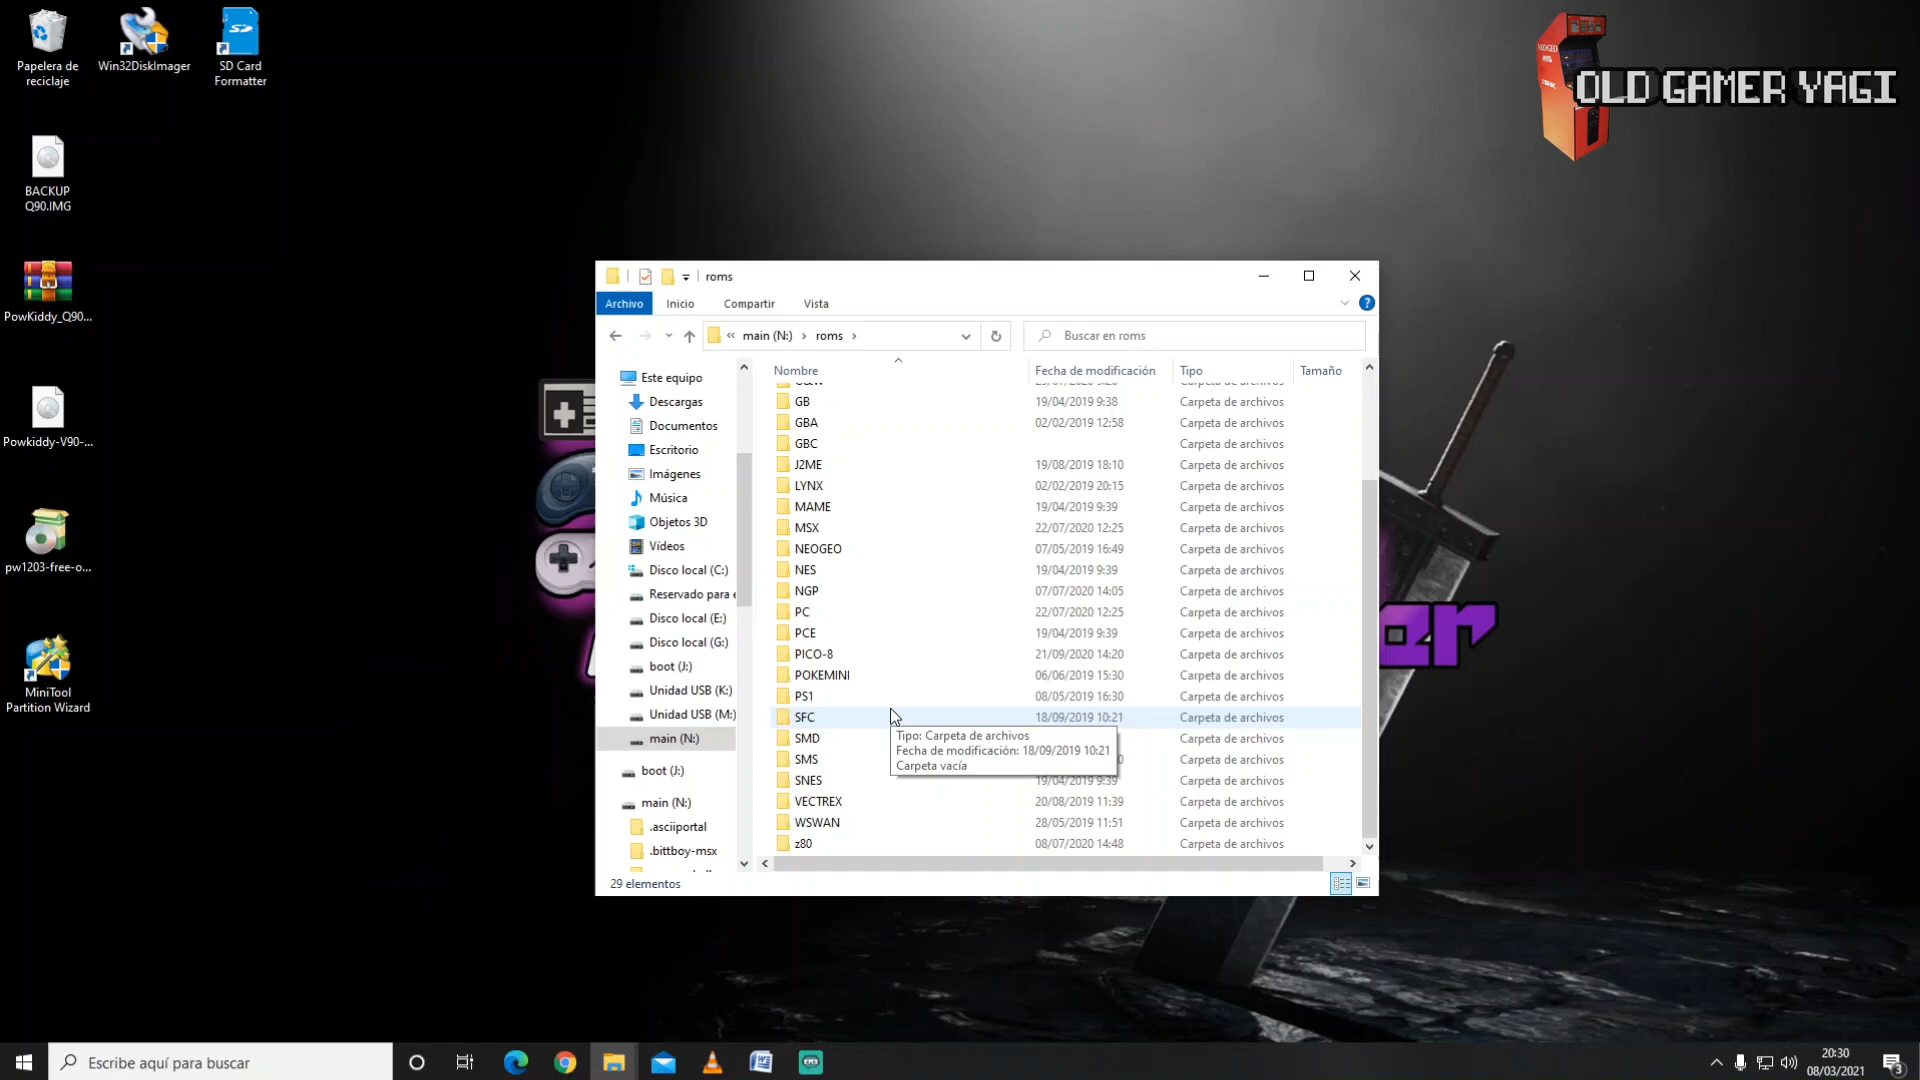 Papelera de
reciclaje
Win32DiskImager
SD Card
Formatter
BACKUP
Q90.IMG
PowKiddy_Q90...
Powkiddy-V90-...
pw1203-free-o...
MiniTool
Partition Wizard
OLD GAMER YAGI
roms
Archivo
Inicio
Compartir
Vista
« main (N:) › roms ›
Buscar en roms
Este equipo
Descargas
Documentos
Escritorio
Imágenes
Música
Objetos 3D
Vídeos
Disco local (C:)
Reservado para e
Disco local (E:)
Disco local (G:)
boot (J:)
Unidad USB (K:)
Unidad USB (M:)
main (N:)
boot (J:)
main (N:)
.asciiportal
.bittboy-msx
Nombre Fecha de modificación Tipo Tamaño
GB 19/04/2019 9:38 Carpeta de archivos
GBA 02/02/2019 12:58 Carpeta de archivos
GBC Carpeta de archivos
J2ME 19/08/2019 18:10 Carpeta de archivos
LYNX 02/02/2019 20:15 Carpeta de archivos
MAME 19/04/2019 9:39 Carpeta de archivos
MSX 22/07/2020 12:25 Carpeta de archivos
NEOGEO 07/05/2019 16:49 Carpeta de archivos
NES 19/04/2019 9:39 Carpeta de archivos
NGP 07/07/2020 14:05 Carpeta de archivos
PC 22/07/2020 12:25 Carpeta de archivos
PCE 19/04/2019 9:39 Carpeta de archivos
PICO-8 21/09/2020 14:20 Carpeta de archivos
POKEMINI 06/06/2019 15:30 Carpeta de archivos
PS1 08/05/2019 16:30 Carpeta de archivos
SFC 18/09/2019 10:21 Carpeta de archivos
SMD Carpeta de archivos
SMS Carpeta de archivos
SNES 19/04/2019 9:39 Carpeta de archivos
VECTREX 20/08/2019 11:39 Carpeta de archivos
WSWAN 28/05/2019 11:51 Carpeta de archivos
z80 08/07/2020 14:48 Carpeta de archivos
Tipo: Carpeta de archivos
Fecha de modificación: 18/09/2019 10:21
Carpeta vacía
29 elementos
er
Escribe aquí para buscar
20:30
08/03/2021
3